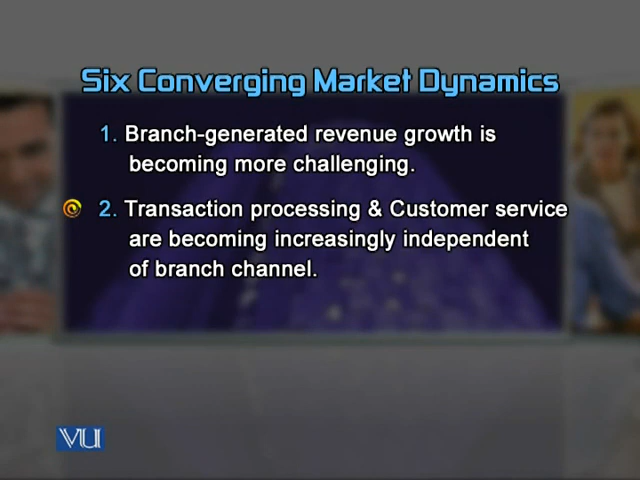 Six Converging Market Dynamics
1. Branch-generated revenue growth is
becoming more challenging.
2. Transaction processing & Customer service
are becoming increasingly independent
of branch channel.
VU